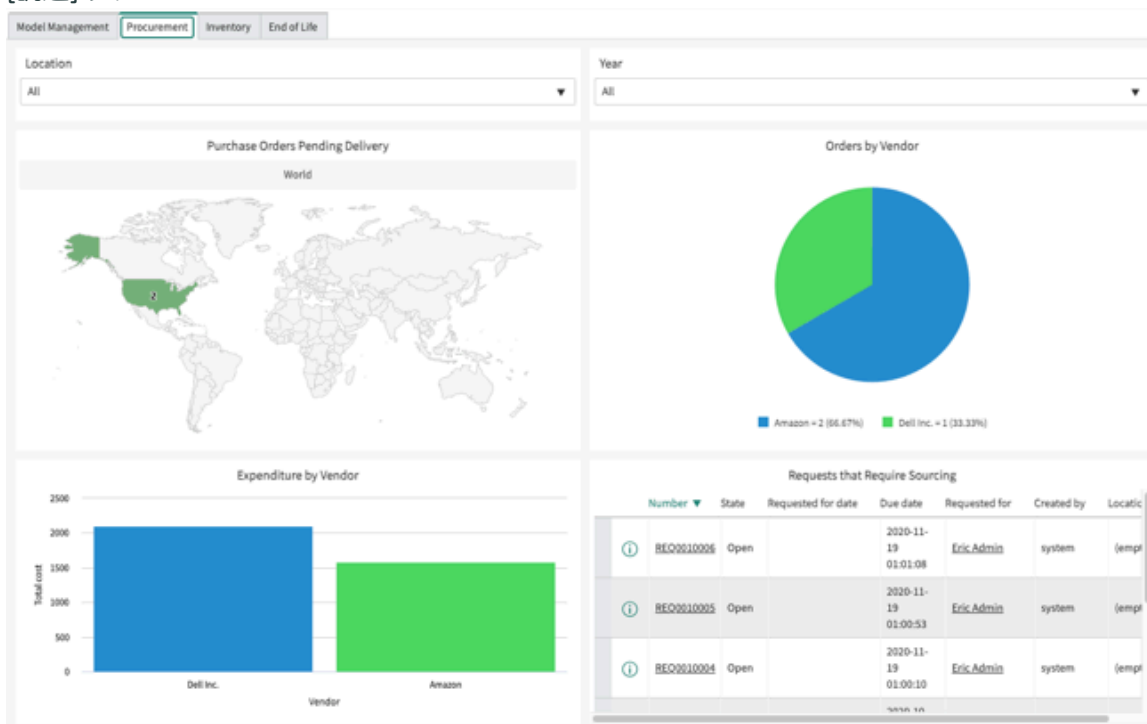 Model Management Procurement Inventory End of Life
Location
All
Year
All
Purchase Orders Pending Delivery
World
2
Orders by Vendor
Amazon = 2 (66.67%) Dell Inc. = 1 (33.33%)
Expenditure by Vendor
2500
2000
1500
1000
500
0
Total cost
Dell Inc. Amazon
Vendor
Requests that Require Sourcing
Number ▼ State Requested for date Due date Requested for Created by Locatic
REQ0010006 Open 2020-11-19 01:01:08 Eric Admin system (empt
REQ0010005 Open 2020-11-19 01:00:53 Eric Admin system (empt
REQ0010004 Open 2020-11-19 01:00:10 Eric Admin system (empt